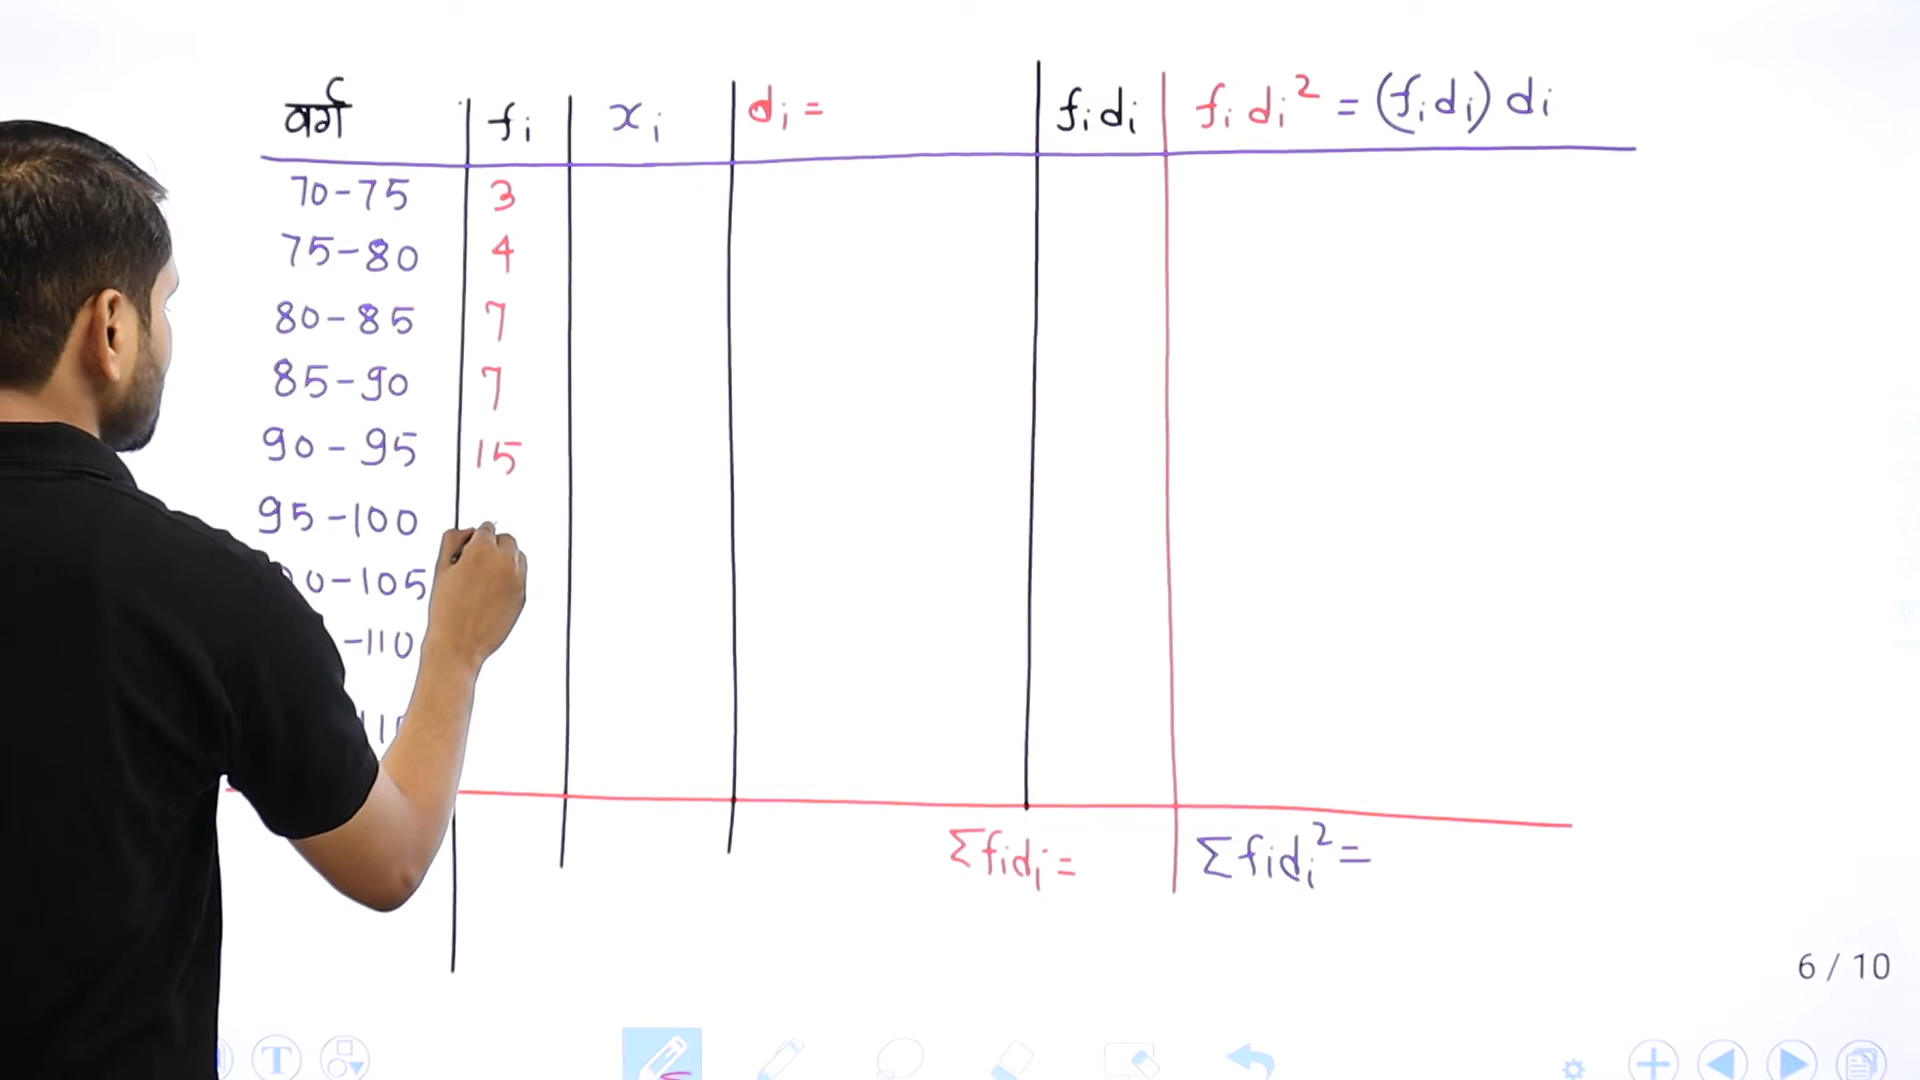 वर्ग fi xi di = fidi fidi² = (fidi) di
70-75 3
75-80 4
80-85 7
85-90 7
90-95 15
95-100
0-105
-110
Σfidi = Σfidi² =
6 / 10
T